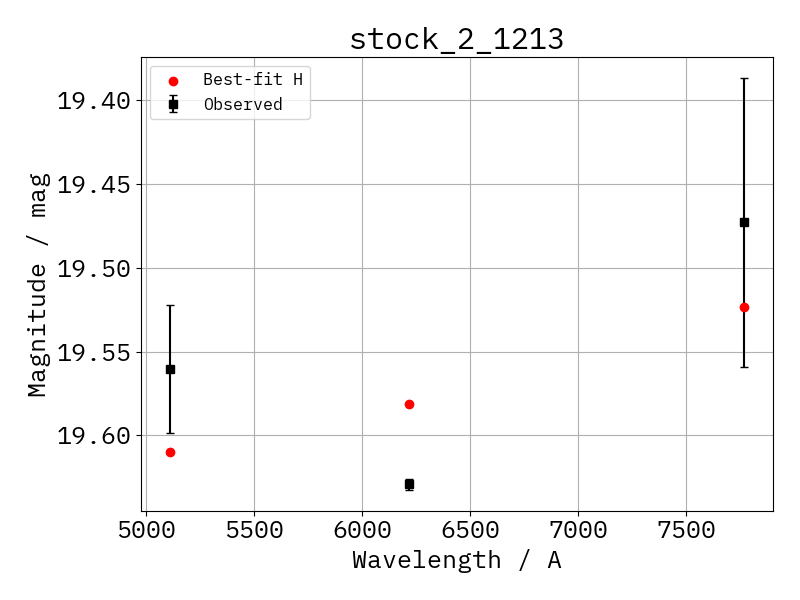 stock_2_1213
Best-fit H
Observed
19.40
19.45
19.50
19.55
19.60
Magnitude / mag
5000 5500 6000 6500 7000 7500
Wavelength / A